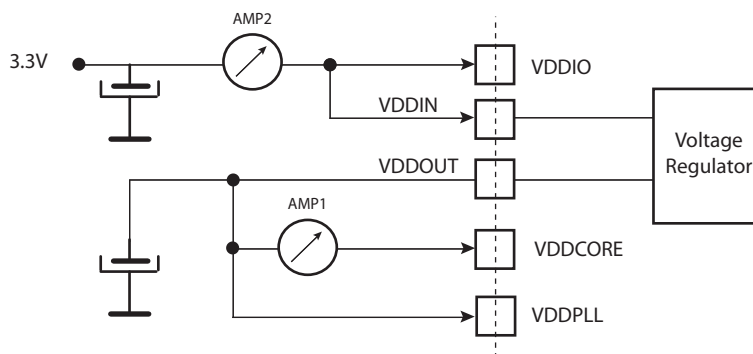 AMP2
3.3V
VDDIO
VDDIN
Voltage
Regulator
VDDOUT
AMP1
VDDCORE
VDDPLL